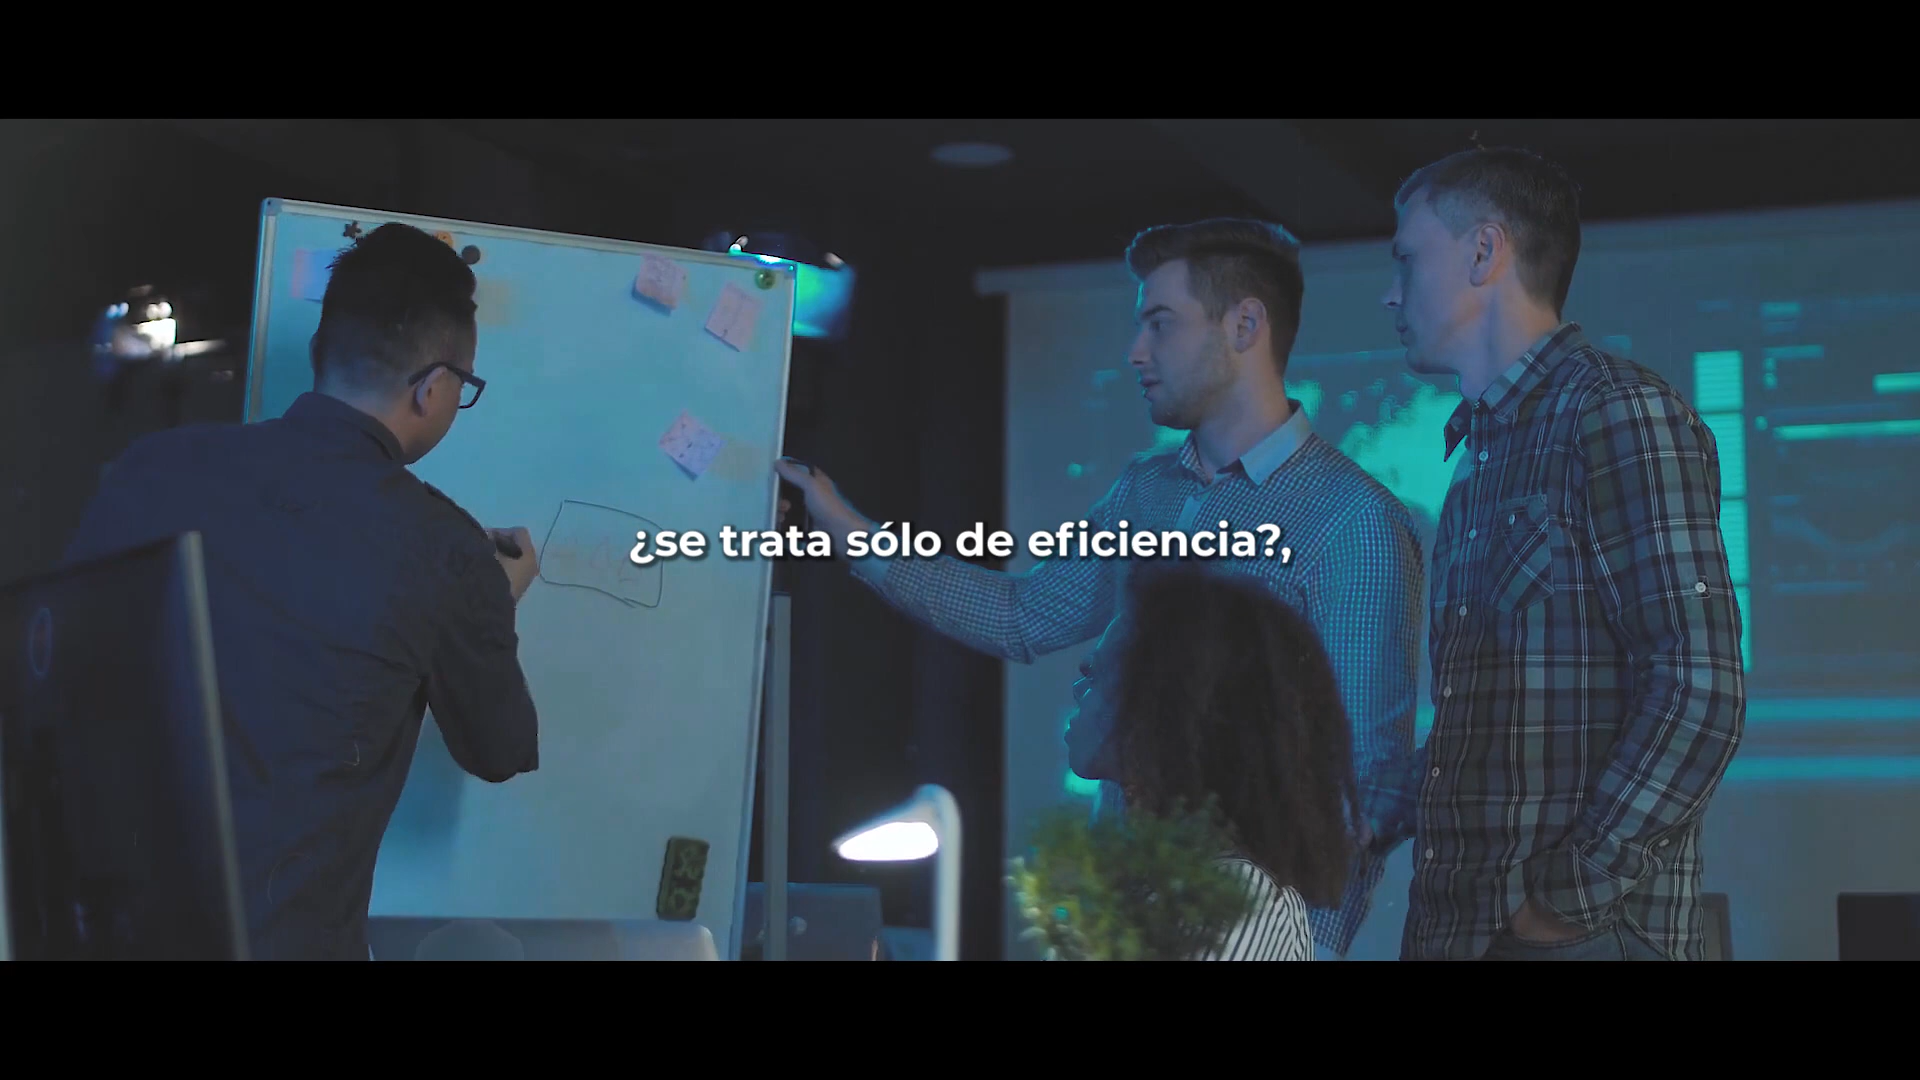 ¿se trata sólo de eficiencia?,